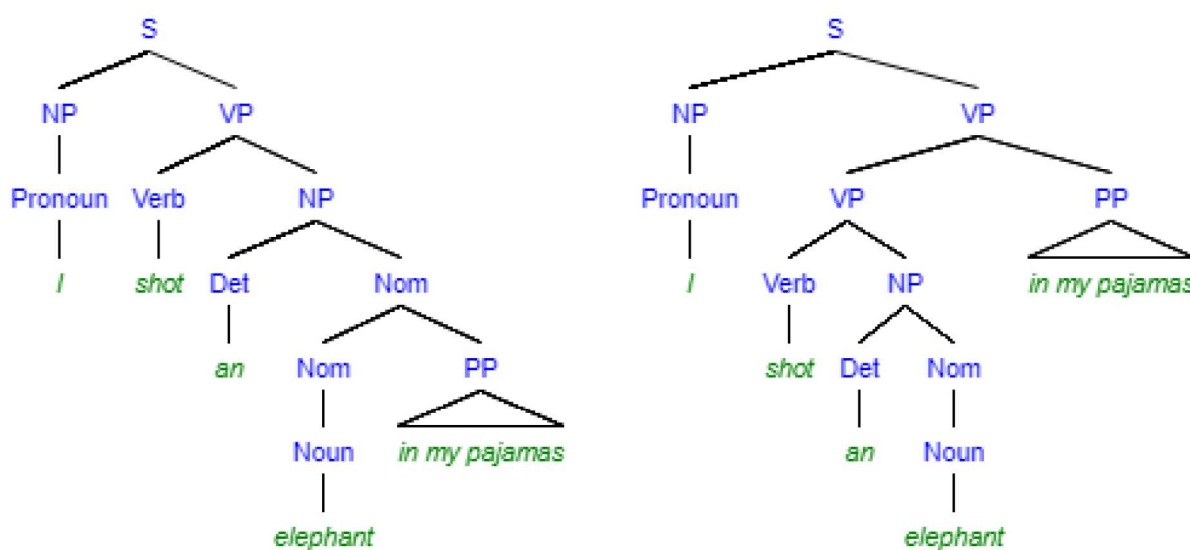 S S
NP VP NP VP
Pronoun Verb NP Pronoun VP PP
I shot Det Nom I Verb NP in my pajamas
an Nom PP shot Det Nom
Noun in my pajamas an Noun
elephant elephant